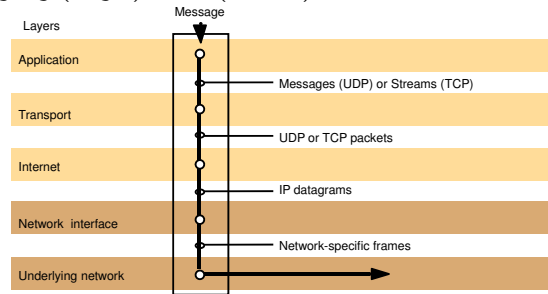 Message
Layers
Application
Messages (UDP) or Streams (TCP)
Transport
UDP or TCP packets
Internet
IP datagrams
Network interface
Network-specific frames
Underlying network